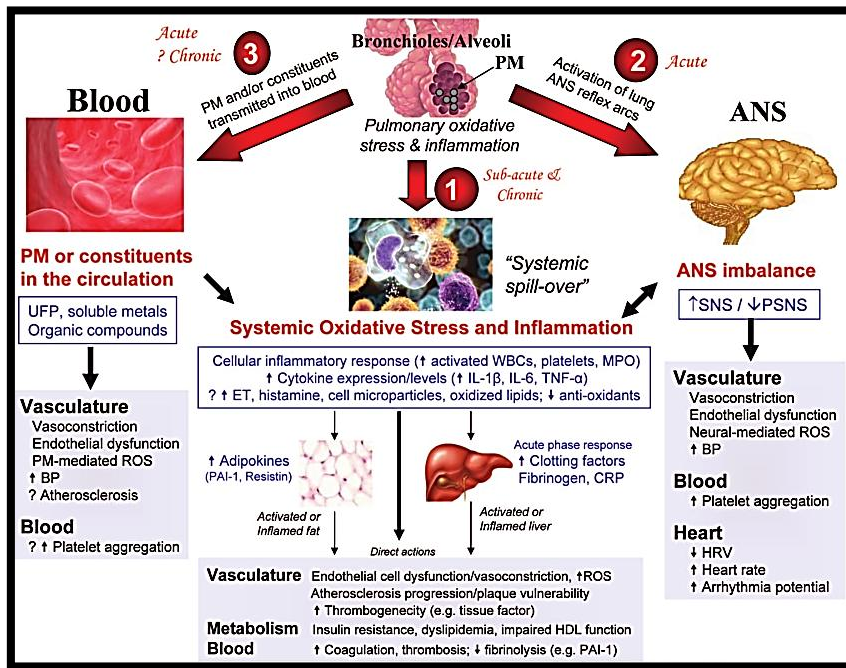 Bronchioles/Alveoli
PM
Pulmonary oxidative
stress & inflammation
3
Acute
? Chronic
PM and/or constituents
transmitted into blood
2
Acute
Activation of lung
ANS reflex arcs
1
Sub-acute &
Chronic
Blood
PM or constituents
in the circulation
UFP, soluble metals
Organic compounds
Vasculature
Vasoconstriction
Endothelial dysfunction
PM-mediated ROS
↑ BP
? Atherosclerosis
Blood
? ↑ Platelet aggregation
"Systemic
spill-over"
Systemic Oxidative Stress and Inflammation
Cellular inflammatory response (↑ activated WBCs, platelets, MPO)
↑ Cytokine expression/levels (↑ IL-1β, IL-6, TNF-α)
? ↑ ET, histamine, cell microparticles, oxidized lipids; ↓ anti-oxidants
↑ Adipokines
(PAI-1, Resistin)
Activated or
Inflamed fat
Acute phase response
↑ Clotting factors
Fibrinogen, CRP
Activated or
Inflamed liver
Direct actions
Vasculature Endothelial cell dysfunction/vasoconstriction, ↑ROS
Atherosclerosis progression/plaque vulnerability
↑ Thrombogenecity (e.g. tissue factor)
Metabolism Insulin resistance, dyslipidemia, impaired HDL function
Blood ↑ Coagulation, thrombosis; ↓ fibrinolysis (e.g. PAI-1)
ANS
ANS imbalance
↑SNS / ↓PSNS
Vasculature
Vasoconstriction
Endothelial dysfunction
Neural-mediated ROS
↑ BP
Blood
↑ Platelet aggregation
Heart
↓ HRV
↑ Heart rate
↑ Arrhythmia potential